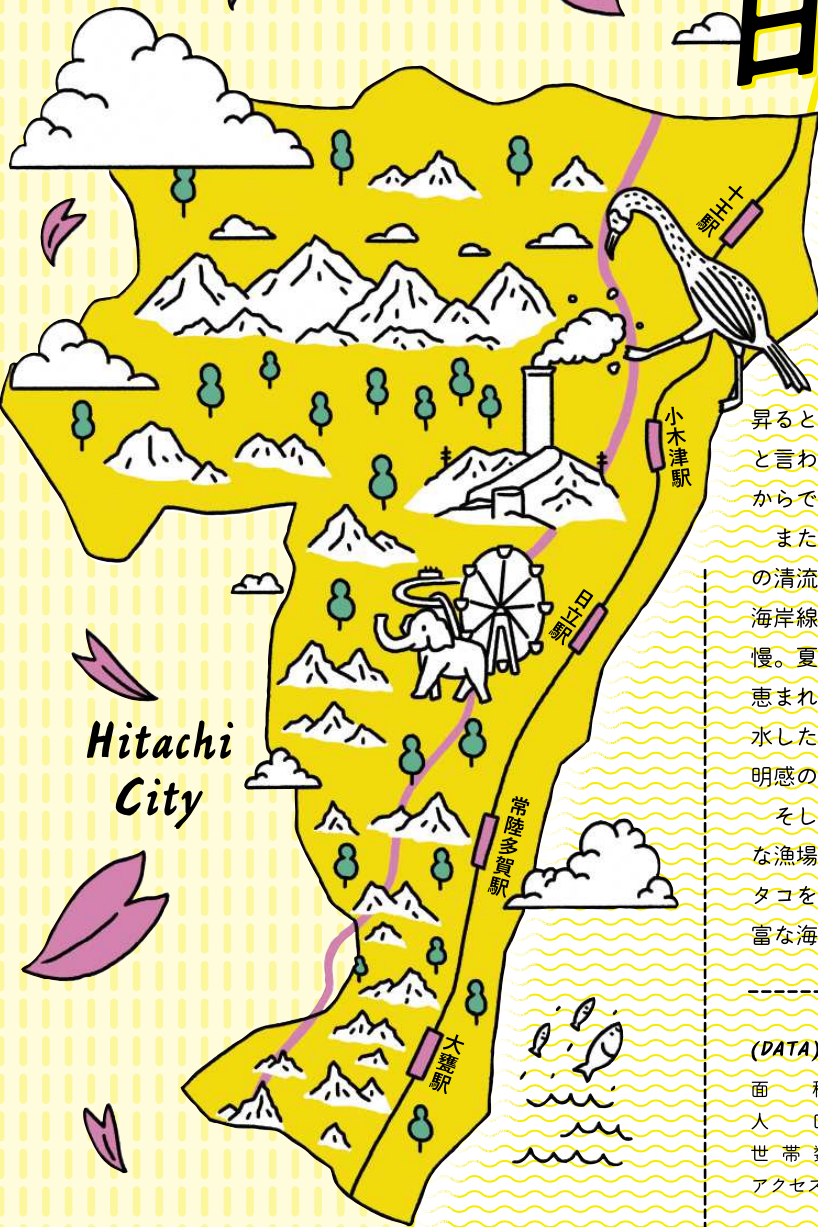 日
十王駅
小木津駅
日立駅
常陸多賀駅
大甕駅
Hitachi
City
昇ると
と言わ
からで
また
の清流
海岸線
慢。夏
恵まれ
水した
明感の
そし
な漁場
タコを
富な海
(DATA)
面
人
世帯数
アクセス